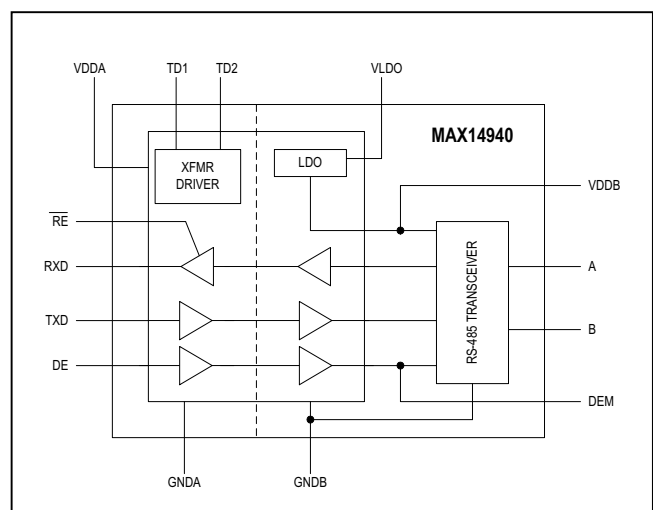 VDDA
TD1
TD2
VLDO
MAX14940
XFMR
DRIVER
LDO
VDDB
RE
RXD
A
TXD
RS-485 TRANSCEIVER
B
DE
DEM
GNDA
GNDB